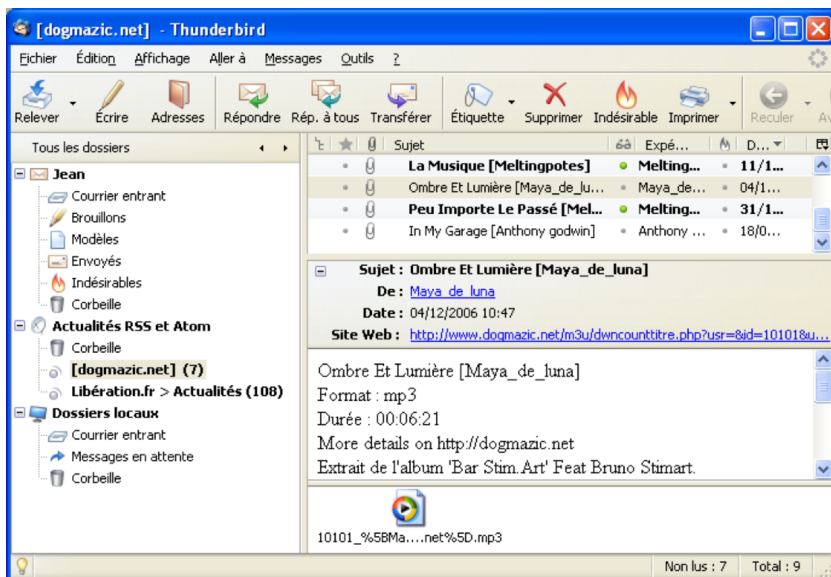 [dogmazic.net] - Thunderbird
Fichier Édition Affichage Aller à Messages Outils ?
Relever Écrire Adresses Répondre Rép. à tous Transférer Étiquette Supprimer Indésirable Imprimer Reculer
Tous les dossiers
Jean
Courrier entrant
Brouillons
Modèles
Envoyés
Indésirables
Corbeille
Actualités RSS et Atom
Corbeille
[dogmazic.net] (7)
Libération.fr > Actualités (108)
Dossiers locaux
Courrier entrant
Messages en attente
Corbeille
Sujet Expé... D...
La Musique [Meltingpotes] Melting... 11/1...
Ombre Et Lumière [Maya_de_lu... Maya_de... 04/1...
Peu Importe Le Passé [Mel... Melting... 31/1...
In My Garage [Anthony godwin] Anthony ... 18/0...
Sujet : Ombre Et Lumière [Maya_de_luna]
De : Maya_de_luna
Date : 04/12/2006 10:47
Site Web : http://www.dogmazic.net/m3u/dwncounttitre.php?usr=&id=10101&u...
Ombre Et Lumière [Maya_de_luna]
Format : mp3
Durée : 00:06:21
More details on http://dogmazic.net
Extrait de l'album 'Bar Stim.Art' Feat Bruno Stimart.
10101_%5BMa....net%5D.mp3
Non lus : 7 Total : 9